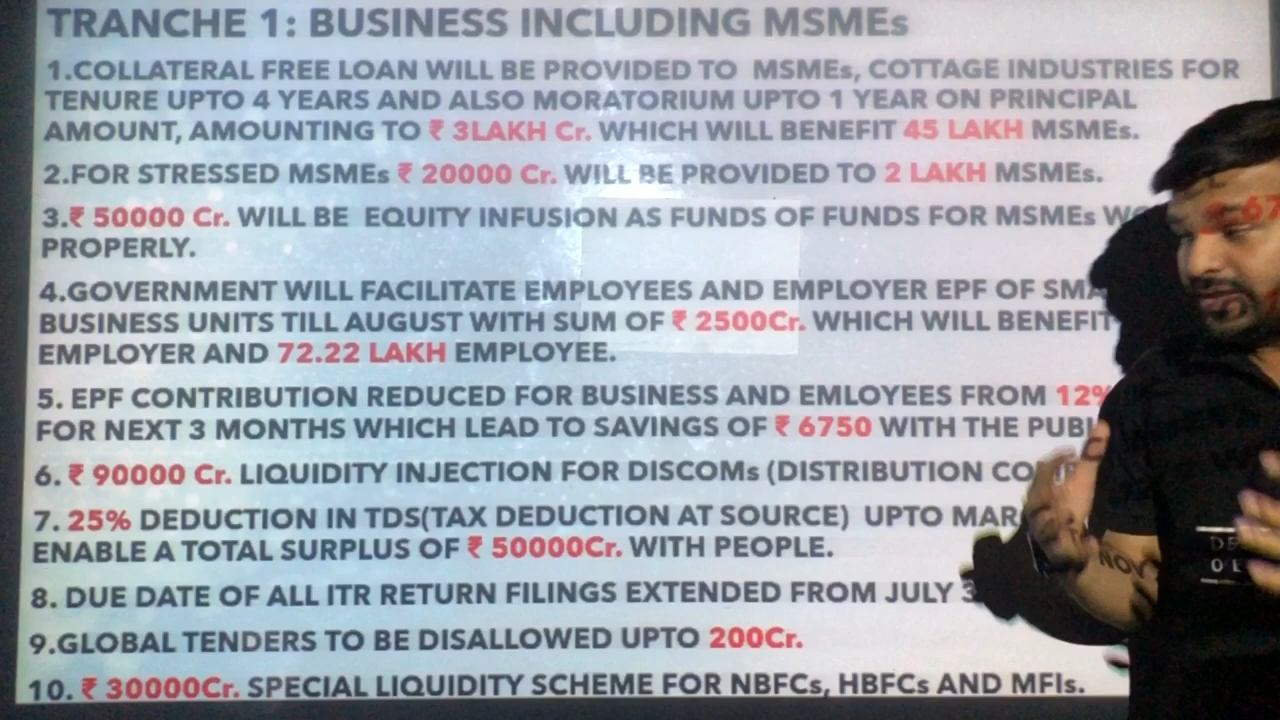 TRANCHE 1: BUSINESS INCLUDING MSMEs
1.COLLATERAL FREE LOAN WILL BE PROVIDED TO MSMEs, COTTAGE INDUSTRIES FOR
TENURE UPTO 4 YEARS AND ALSO MORATORIUM UPTO 1 YEAR ON PRINCIPAL
AMOUNT, AMOUNTING TO ₹ 3LAKH Cr. WHICH WILL BENEFIT 45 LAKH MSMEs.
2.FOR STRESSED MSMEs ₹ 20000 Cr. WILL BE PROVIDED TO 2 LAKH MSMEs.
3.₹ 50000 Cr. WILL BE EQUITY INFUSION AS FUNDS OF FUNDS FOR MSMEs
PROPERLY.
4.GOVERNMENT WILL FACILITATE EMPLOYEES AND EMPLOYER EPF OF
BUSINESS UNITS TILL AUGUST WITH SUM OF ₹ 2500Cr. WHICH WILL BENEFIT
EMPLOYER AND 72.22 LAKH EMPLOYEE.
5. EPF CONTRIBUTION REDUCED FOR BUSINESS AND EMLOYEES FROM 12%
FOR NEXT 3 MONTHS WHICH LEAD TO SAVINGS OF ₹ 6750 WITH THE
6. ₹ 90000 Cr. LIQUIDITY INJECTION FOR DISCOMs (DISTRIBUTION
7. 25% DEDUCTION IN TDS(TAX DEDUCTION AT SOURCE) UPTO
ENABLE A TOTAL SURPLUS OF ₹ 50000Cr. WITH PEOPLE.
8. DUE DATE OF ALL ITR RETURN FILINGS EXTENDED FROM JULY
9.GLOBAL TENDERS TO BE DISALLOWED UPTO 200Cr.
10. ₹ 30000Cr. SPECIAL LIQUIDITY SCHEME FOR NBFCs, HBFCs AND MFIs.